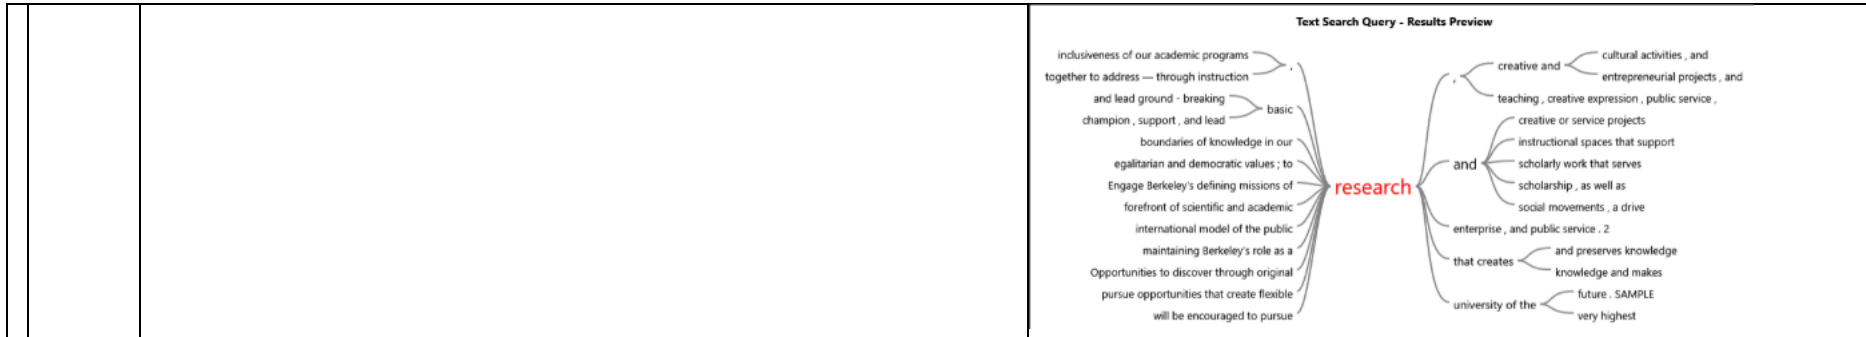 Text Search Query - Results Preview
inclusiveness of our academic programs
together to address — through instruction
,
and lead ground - breaking
champion , support , and lead
basic
boundaries of knowledge in our
egalitarian and democratic values ; to
Engage Berkeley's defining missions of
forefront of scientific and academic
international model of the public
maintaining Berkeley's role as a
Opportunities to discover through original
pursue opportunities that create flexible
will be encouraged to pursue
research
,
creative and
cultural activities , and
entrepreneurial projects , and
teaching , creative expression , public service ,
and
creative or service projects
instructional spaces that support
scholarly work that serves
scholarship , as well as
social movements , a drive
enterprise , and public service . 2
that creates
and preserves knowledge
knowledge and makes
university of the
future . SAMPLE
very highest